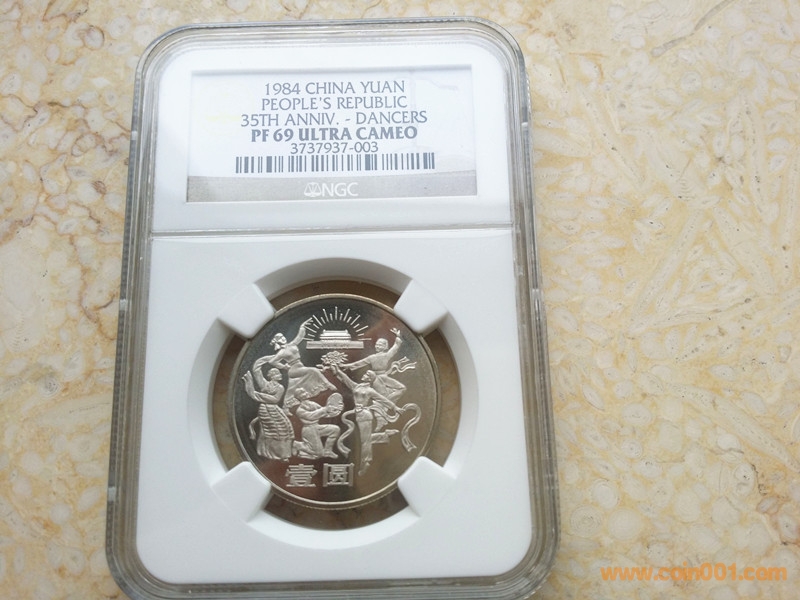 1984 CHINA YUAN
PEOPLE'S REPUBLIC
35TH ANNIV. - DANCERS
PF 69 ULTRA CAMEO
3737937-003
NGC
壹圆
www.coin001.com